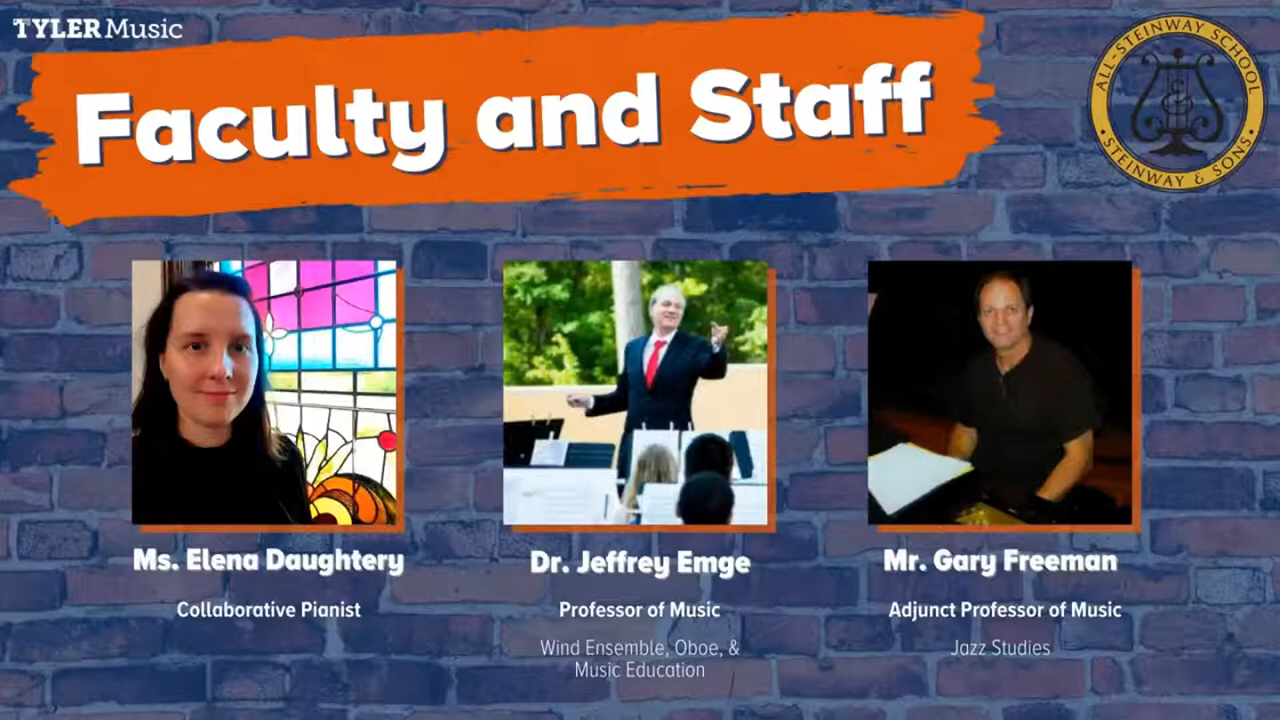 TYLER Music
Faculty and Staff
ALL-STEINWAY SCHOOL
STEINWAY & SONS
Ms. Elena Daughtery
Collaborative Pianist
Dr. Jeffrey Emge
Professor of Music
Wind Ensemble, Oboe, &
Music Education
Mr. Gary Freeman
Adjunct Professor of Music
Jazz Studies